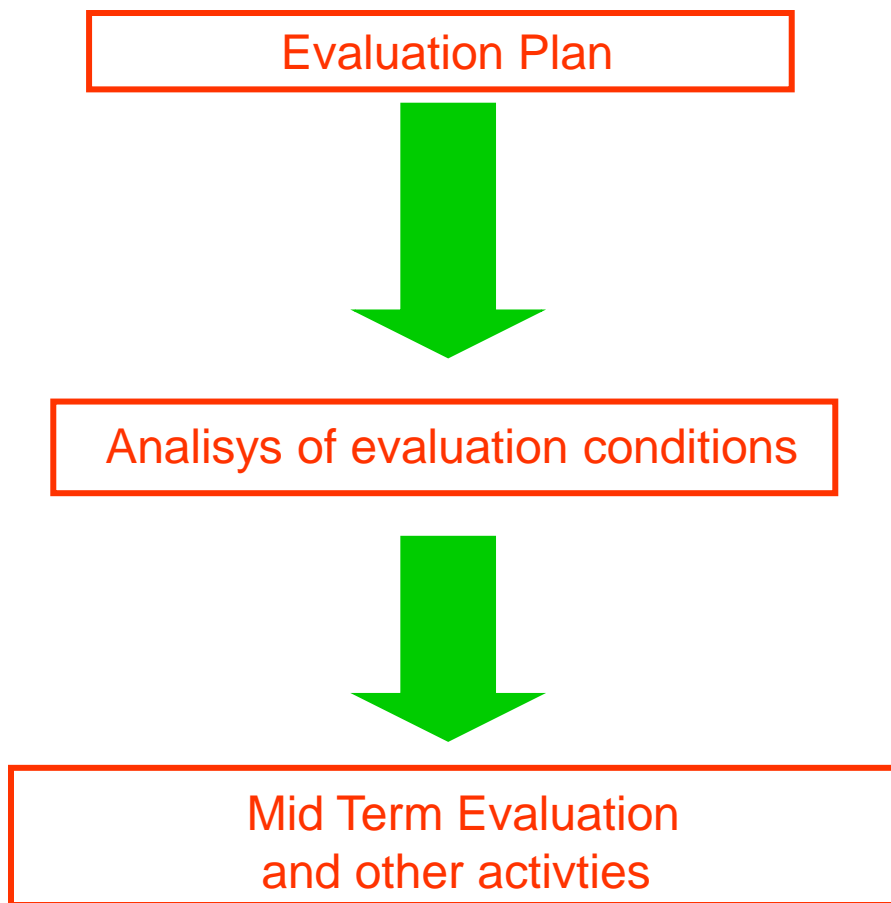 Evaluation Plan
Analisys of evaluation conditions
Mid Term Evaluation
and other activties